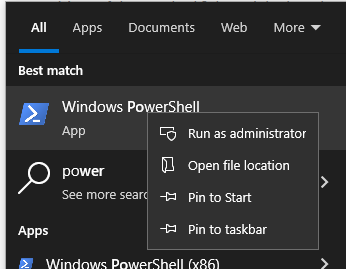 All Apps Documents Web More
Best match
Windows PowerShell
App
Run as administrator
Open file location
Pin to Start
Pin to taskbar
power
See more
Apps
Windows PowerShell (x86)